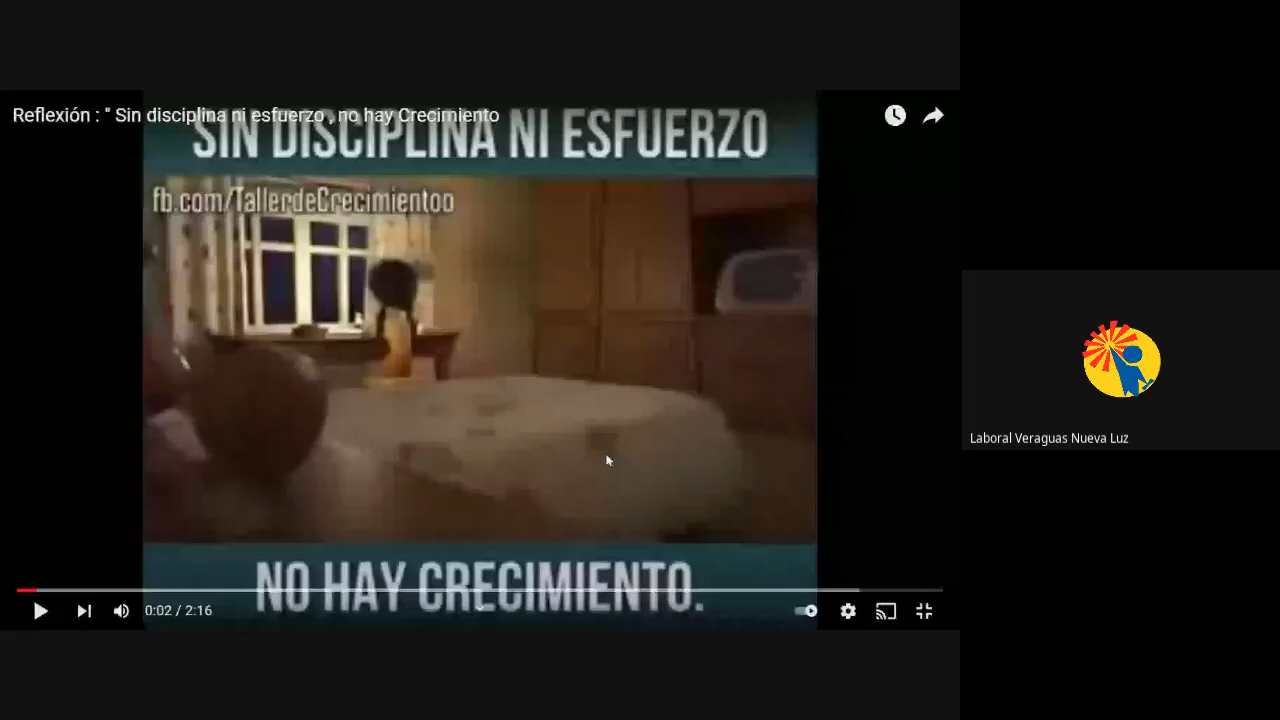 Reflexión : " Sin disciplina ni esfuerzo , no hay Crecimiento
SIN DISCIPLINA NI ESFUERZO
fb.com/TallerdeCrecimientoo
Laboral Veraguas Nueva Luz
NO HAY CRECIMIENTO.
0:02 / 2:16